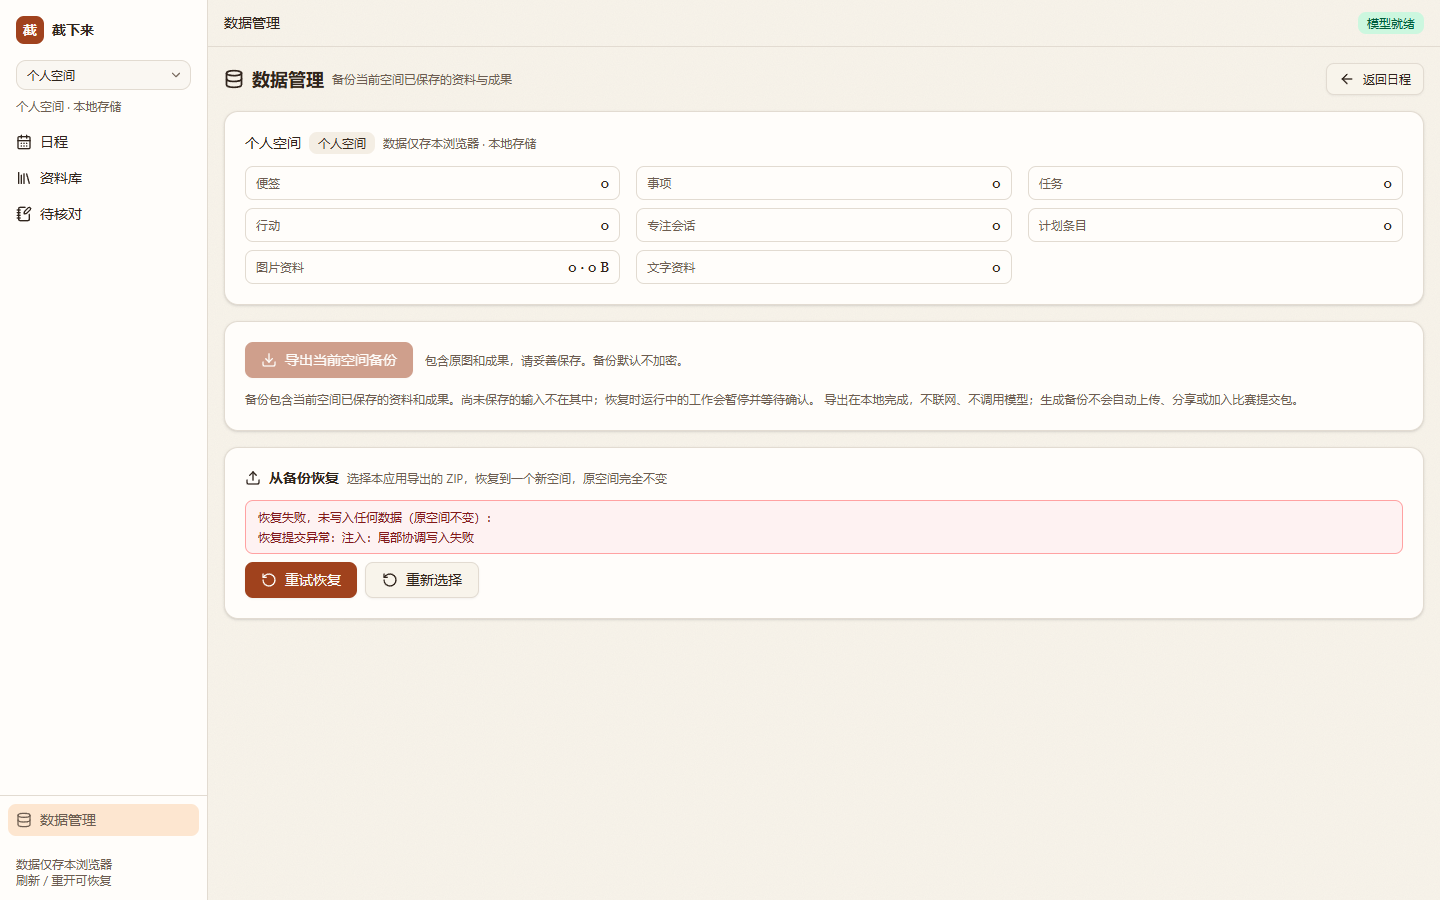 截 截下来
个人空间
个人空间 · 本地存储
日程
资料库
待核对
数据管理
数据仅存本浏览器
刷新 / 重开可恢复
数据管理
模型就绪
数据管理 备份当前空间已保存的资料与成果
返回日程
个人空间 个人空间 数据仅存本浏览器 · 本地存储
便签 0
事项 0
任务 0
行动 0
专注会话 0
计划条目 0
图片资料 0 · 0 B
文字资料 0
导出当前空间备份 包含原图和成果，请妥善保存。备份默认不加密。
备份包含当前空间已保存的资料和成果。尚未保存的输入不在其中；恢复时运行中的工作会暂停并等待确认。 导出在本地完成，不联网、不调用模型；生成备份不会自动上传、分享或加入比赛提交包。
从备份恢复 选择本应用导出的 ZIP，恢复到一个新空间，原空间完全不变
恢复失败，未写入任何数据（原空间不变）：
恢复提交异常：注入：尾部协调写入失败
重试恢复
重新选择